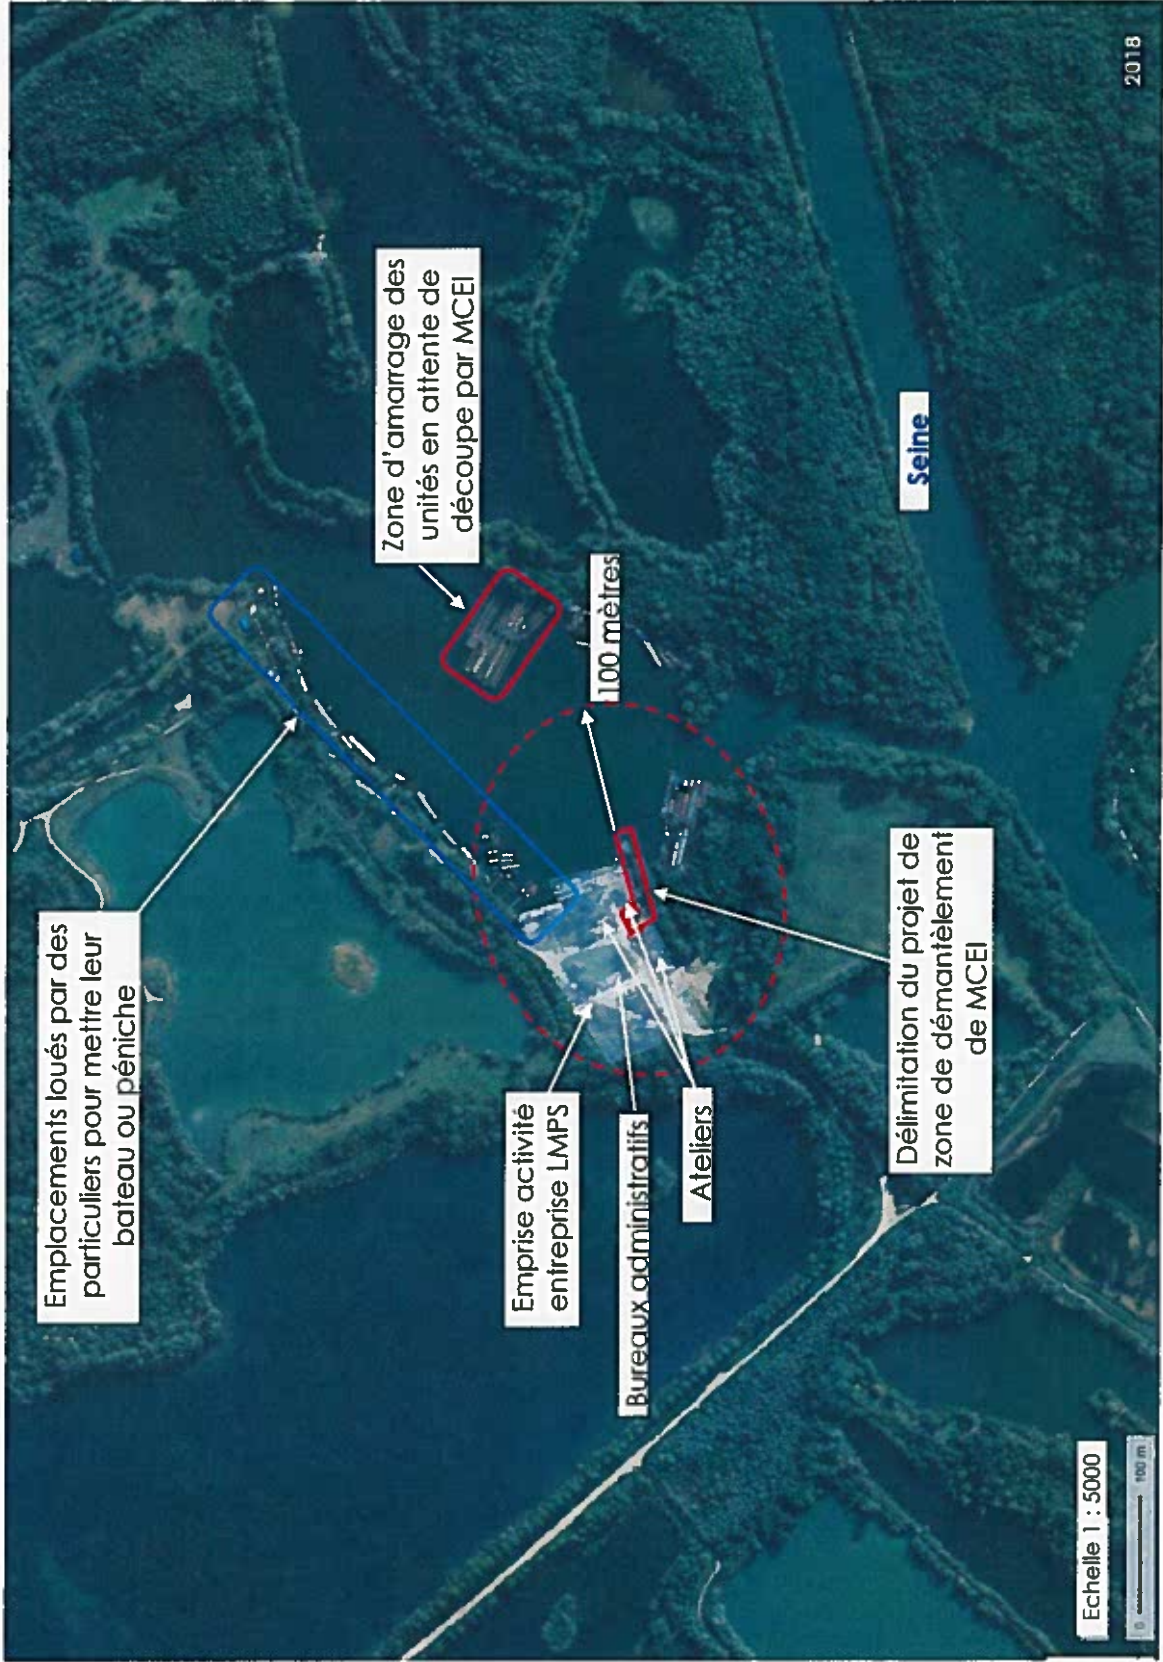 Emplacements loués par des
particuliers pour mettre leur
bateau ou péniche
Zone d'amarrage des
unités en attente de
découpe par MCEI
Emprise activité
entreprise LMPS
100 mètres
Bureaux administratifs
Ateliers
Délimitation du projet de
zone de démantèlement
de MCEI
Seine
Echelle 1 : 5000
0
100 m
2018